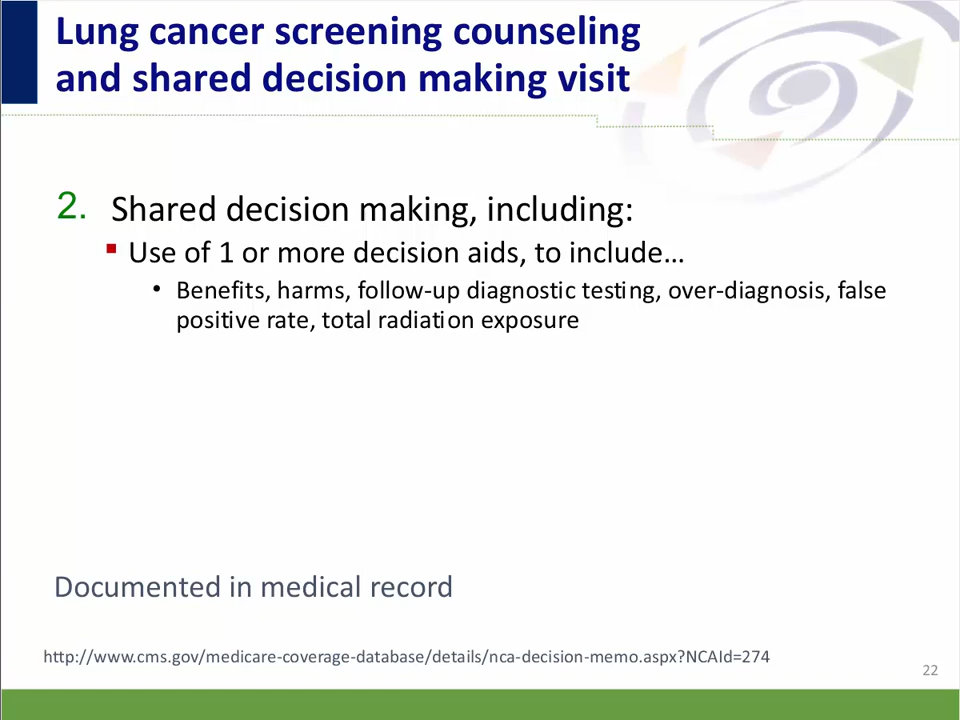 Lung cancer screening counseling
and shared decision making visit
2. Shared decision making, including:
▪ Use of 1 or more decision aids, to include…
• Benefits, harms, follow-up diagnostic testing, over-diagnosis, false
positive rate, total radiation exposure
Documented in medical record
http://www.cms.gov/medicare-coverage-database/details/nca-decision-memo.aspx?NCAId=274
22